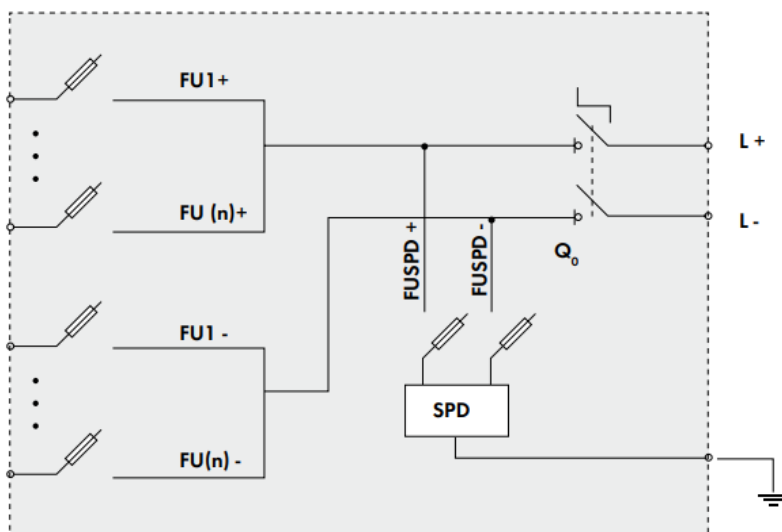 FU1+
FU (n)+
FU1 -
FU(n) -
FUSPD +
FUSPD -
SPD
Q₀
L +
L -